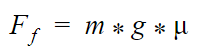 F_f = m * g * μ